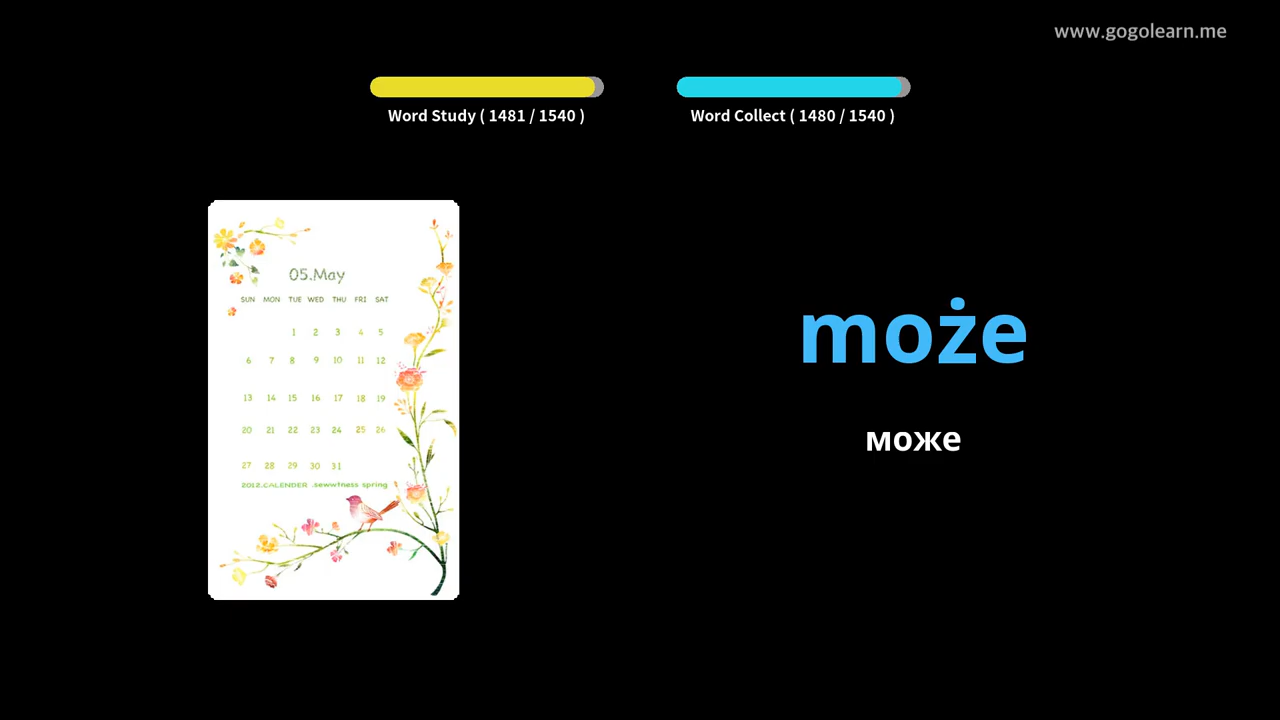 www.gogolearn.me
Word Study ( 1481 / 1540 )
Word Collect ( 1480 / 1540 )
05.May
SUN MON TUE WED THU FRI SAT
1 2 3 4 5
6 7 8 9 10 11 12
13 14 15 16 17 18 19
20 21 22 23 24 25 26
27 28 29 30 31
2012.CALENDER .sewwtness spring
może
може